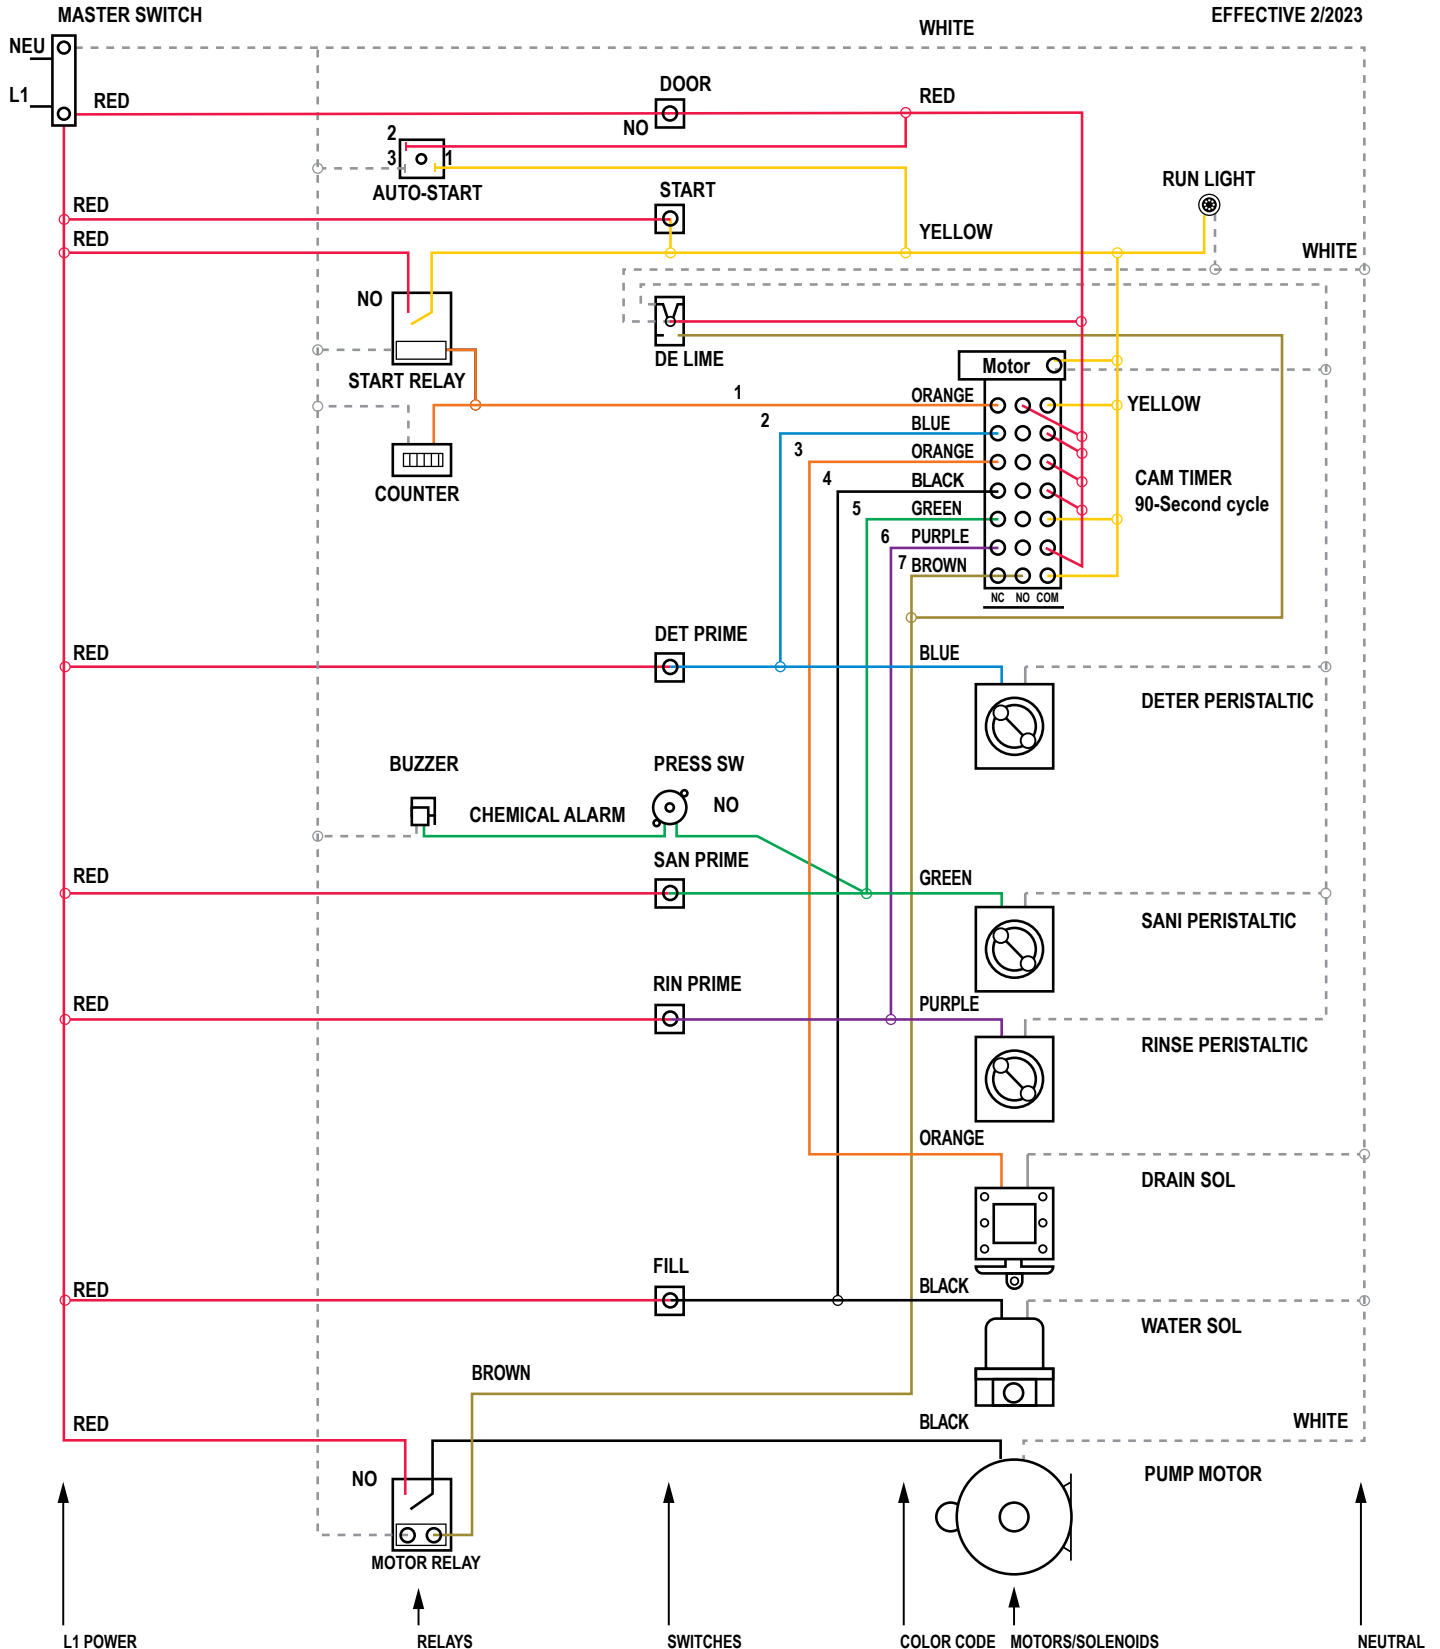 MASTER SWITCH
EFFECTIVE 2/2023
NEU
WHITE
L1
RED
DOOR
RED
NO
2
3
1
AUTO-START
START
RUN LIGHT
RED
RED
YELLOW
WHITE
NO
DE LIME
START RELAY
Motor
1
ORANGE
YELLOW
2
BLUE
3
ORANGE
4
BLACK
CAM TIMER
90-Second cycle
COUNTER
5
GREEN
6
PURPLE
7
BROWN
NC NO COM
DET PRIME
RED
BLUE
DETER PERISTALTIC
BUZZER
PRESS SW
NO
CHEMICAL ALARM
SAN PRIME
RED
GREEN
SANI PERISTALTIC
RIN PRIME
RED
PURPLE
RINSE PERISTALTIC
ORANGE
DRAIN SOL
FILL
RED
BLACK
WATER SOL
BROWN
RED
BLACK
WHITE
NO
PUMP MOTOR
MOTOR RELAY
L1 POWER
RELAYS
SWITCHES
COLOR CODE
MOTORS/SOLENOIDS
NEUTRAL